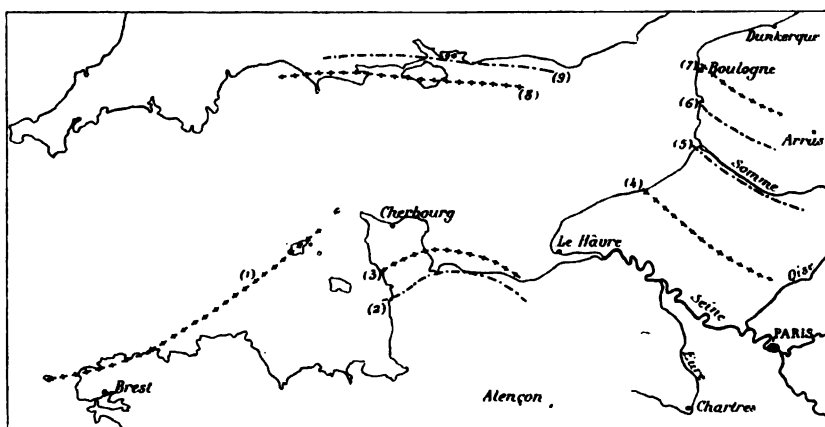 Dunkerqur
(7) Boulogne
(9)
(8)
(6)
Arras
(5)
Somme
(4)
Cherbourg
Le Hâvre
(1)
(3)
Oise
(2)
Seine
PARIS
Eure
Brest
Alençon
Chartres